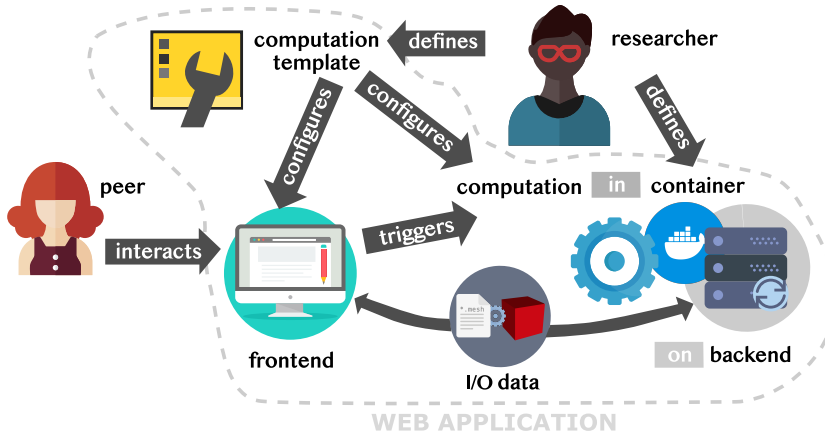 computation
template
defines
researcher
configures
configures
defines
peer
computation in container
interacts
triggers
*.mesh
frontend
I/O data
on backend
WEB APPLICATION